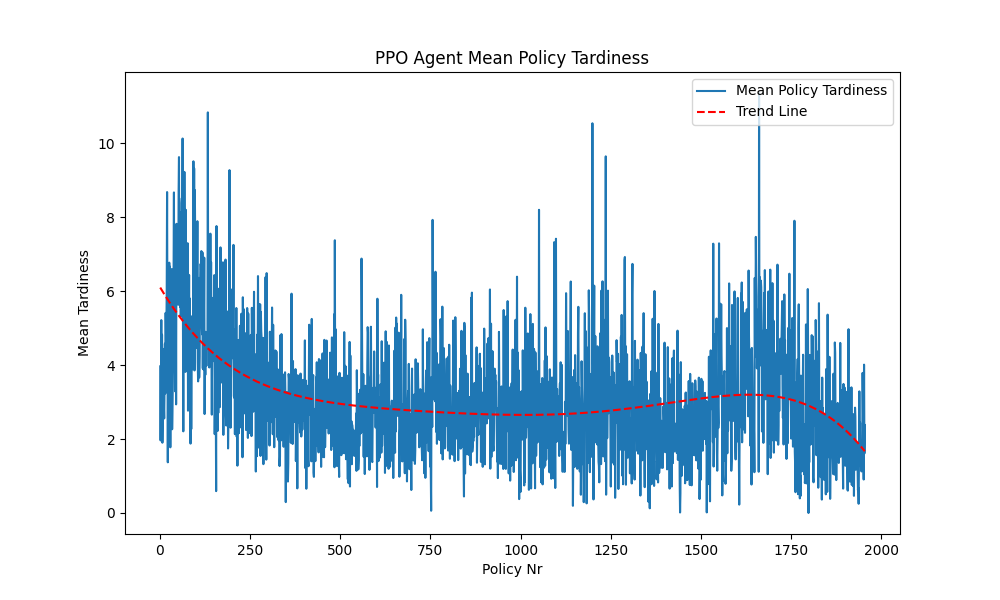 PPO Agent Mean Policy Tardiness
Mean Policy Tardiness
Trend Line
Mean Tardiness
10
8
6
4
2
0
0 250 500 750 1000 1250 1500 1750 2000
Policy Nr